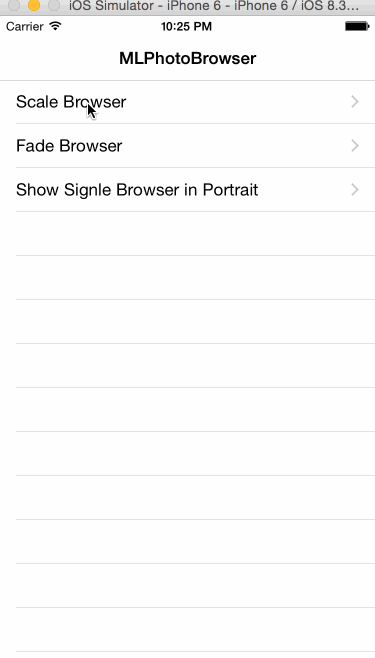 iOS Simulator - iPhone 6 - iPhone 6 / iOS 8.3...
Carrier 10:25 PM
MLPhotoBrowser
Scale Browser
Fade Browser
Show Signle Browser in Portrait